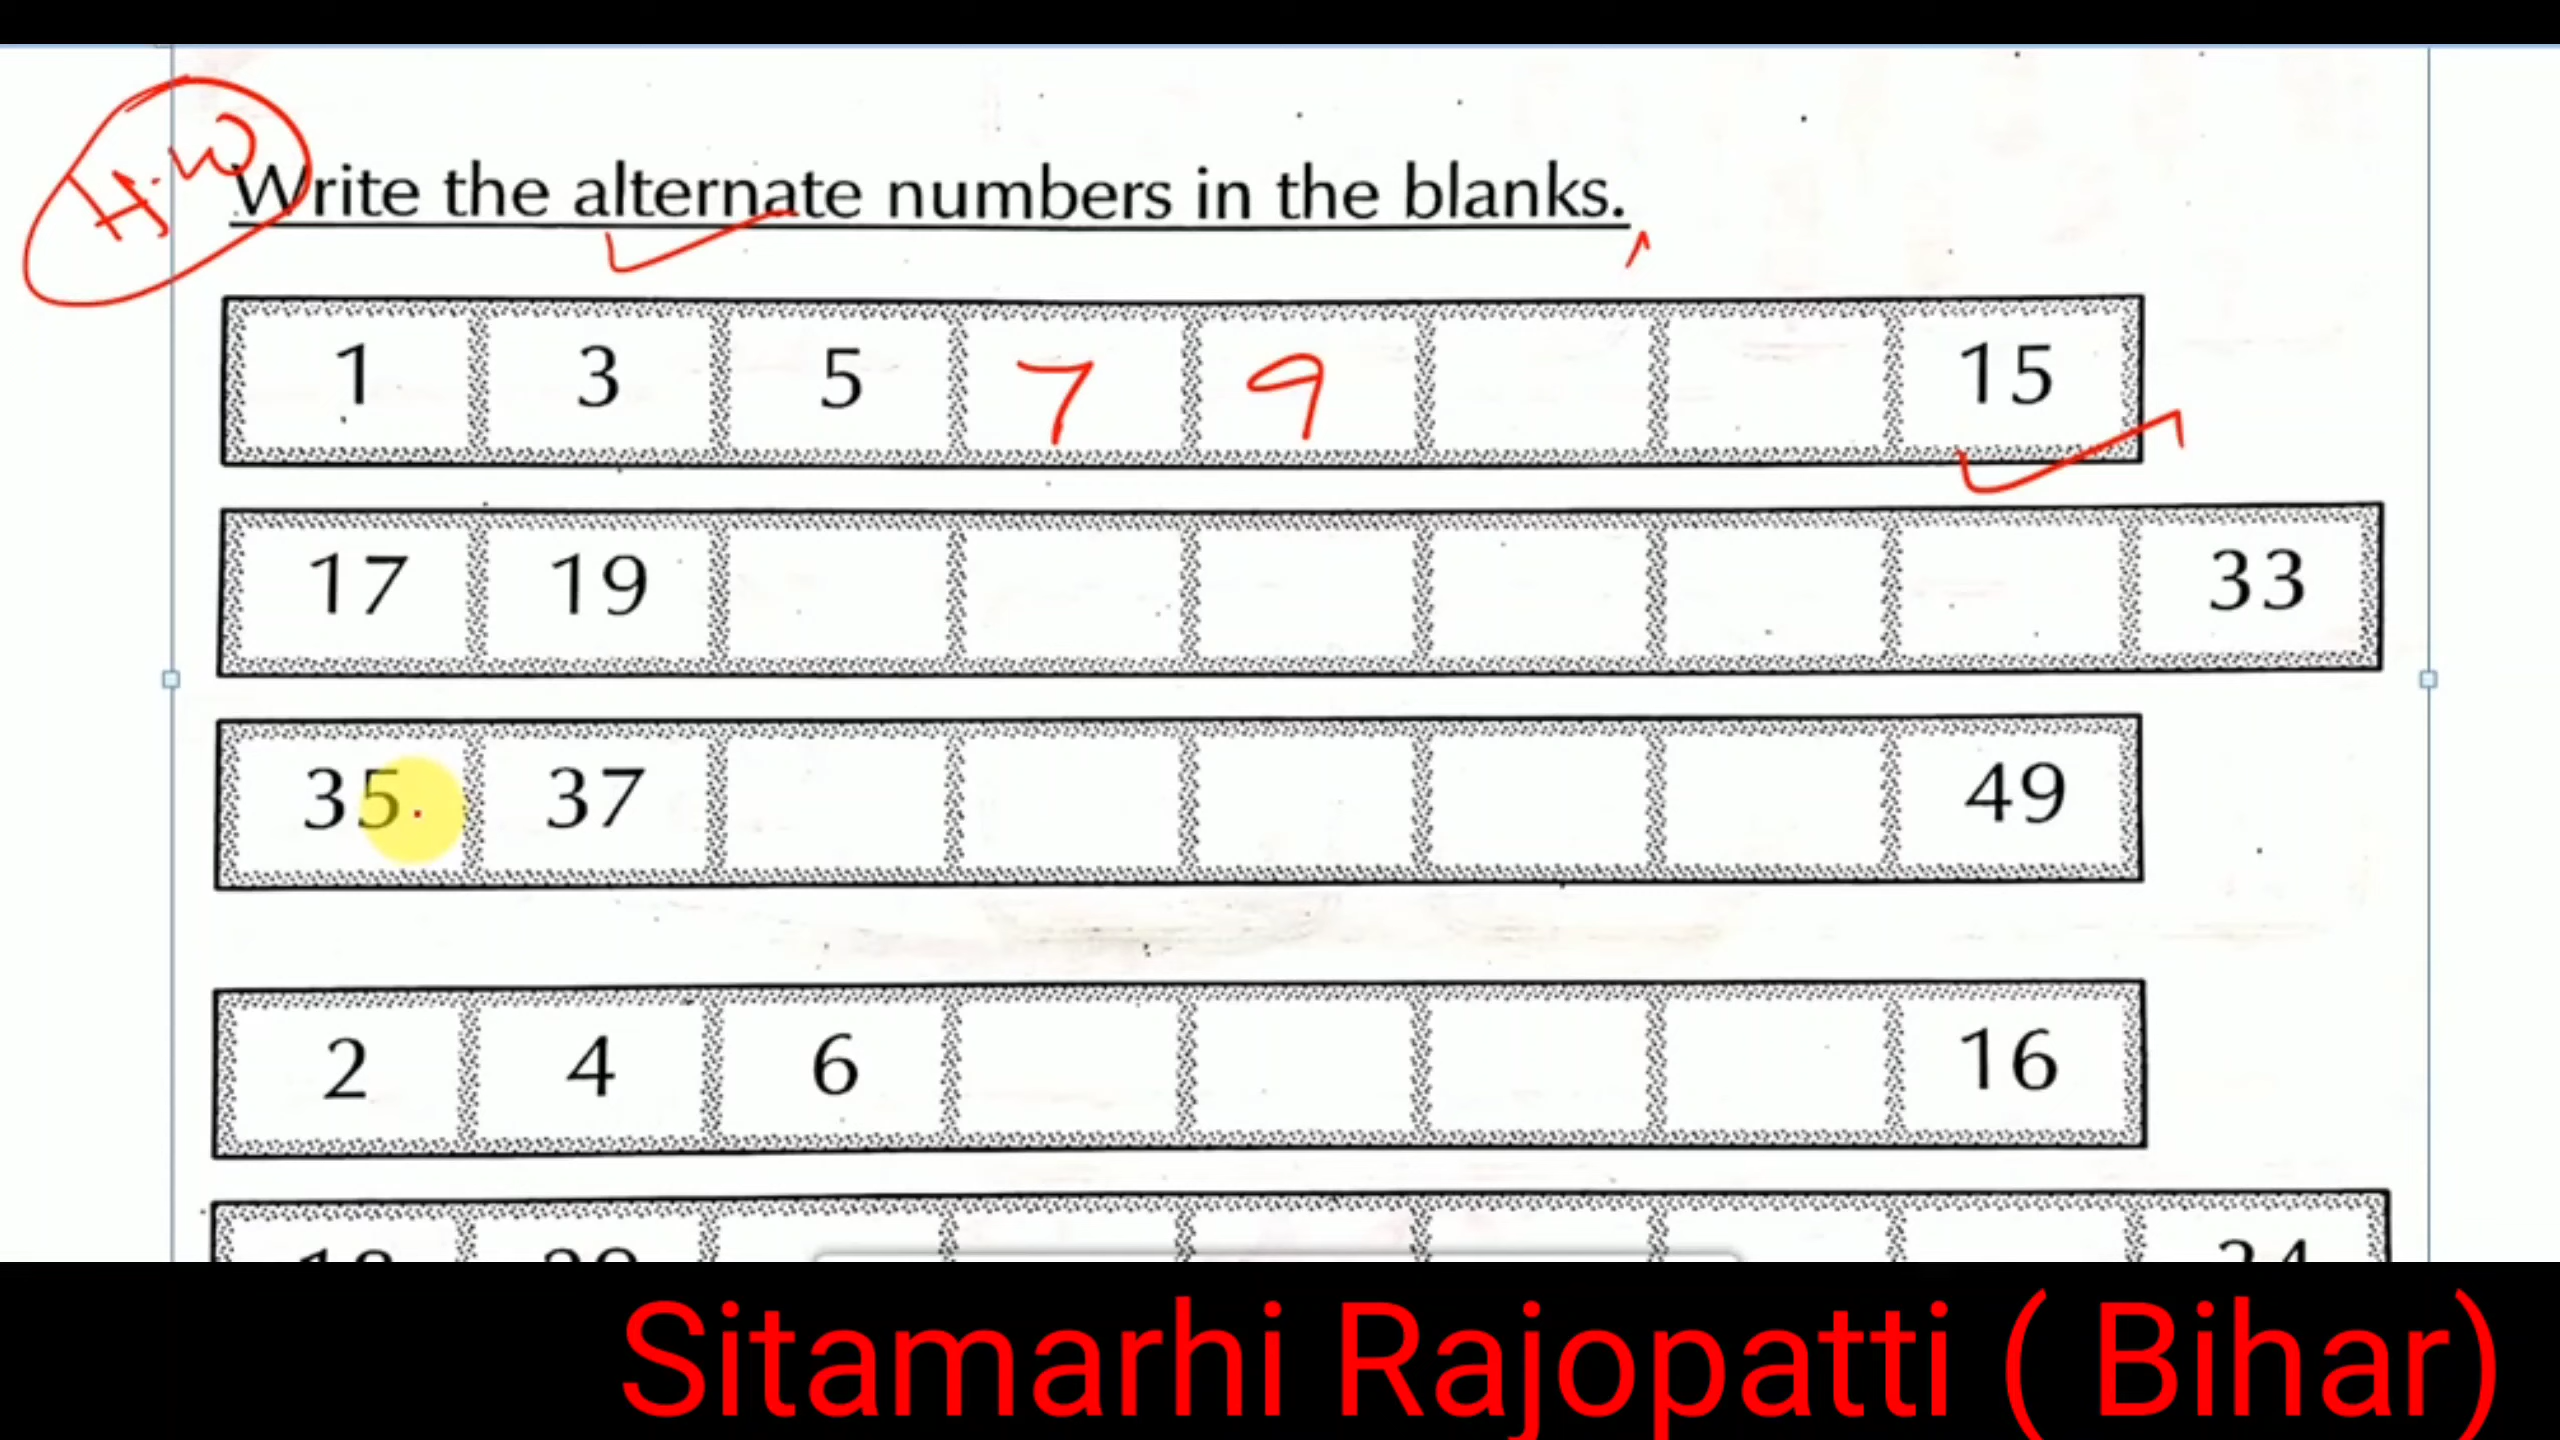 H.W
Write the alternate numbers in the blanks.
1 3 5 7 9 15
17 19 33
35 37 49
2 4 6 16
Sitamarhi Rajopatti ( Bihar)